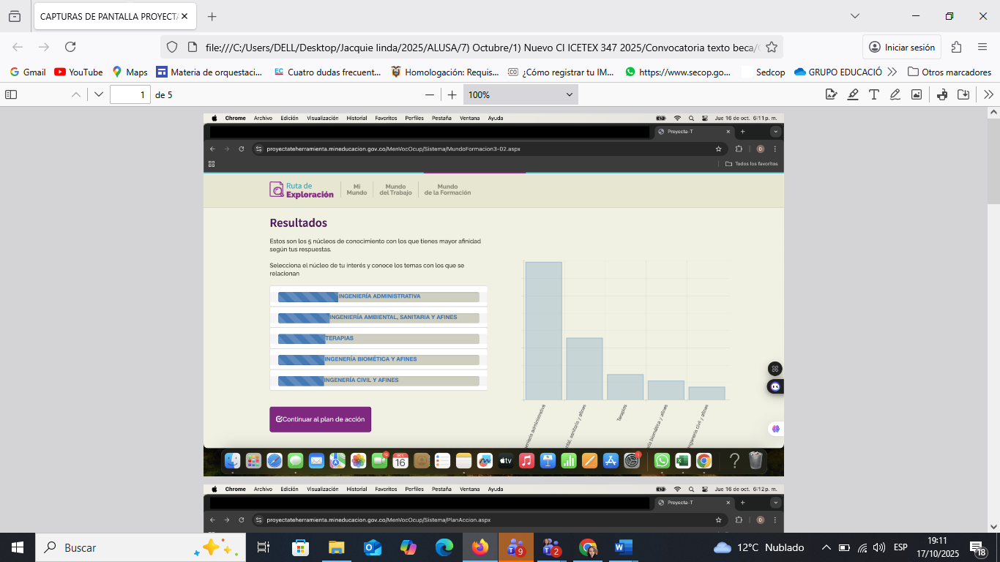 CAPTURAS DE PANTALLA PROYECTA
file:///C:/Users/DELL/Desktop/Jacquie linda/2025/ALUSA/7) Octubre/1) Nuevo CI ICETEX 347 2025/Convocatoria texto beca/
Iniciar sesión
Gmail
YouTube
Maps
Materia de orquestaci...
Cuatro dudas frecuent...
Homologación: Requis...
¿Cómo registrar tu IM...
https://www.secop.go...
Sedcop
GRUPO EDUCACIÓ
Otros marcadores
1 de 5
100%
Chrome Archivo Edición Visualización Historial Favoritos Perfiles Pestaña Ventana Ayuda
Jue 16 de oct. 6:11 p. m.
Proyecta-T
proyectateherramienta.mineducacion.gov.co/MenVocOcup/Sistema/MundoFormacion3-02.aspx
D
Todos los favoritos
Ruta de
Exploración
Mi
Mundo
Mundo
del Trabajo
Mundo
de la Formación
Resultados
Estos son los 5 núcleos de conocimiento con los que tienes mayor afinidad
según tus respuestas.
Selecciona el núcleo de tu interés y conoce los temas con los que se
relacionan
INGENIERÍA ADMINISTRATIVA
INGENIERÍA AMBIENTAL, SANITARIA Y AFINES
TERAPIAS
INGENERÍA BIOMÉTICA Y AFINES
INGENERÍA CIVIL Y AFINES
Continuar al plan de acción
administrativa
sanitaria y afines
Terapias
biomética y afines
ingenería civil y afines
OCT
16
tv
Chrome Archivo Edición Visualización Historial Favoritos Perfiles Pestaña Ventana Ayuda
Jue 16 de oct. 6:12 p. m.
Proyecta-T
proyectateherramienta.mineducacion.gov.co/MenVocOcup/Sistema/PlanAccion.aspx
D
Buscar
9
2
12°C Nublado
ESP
19:11
17/10/2025
18